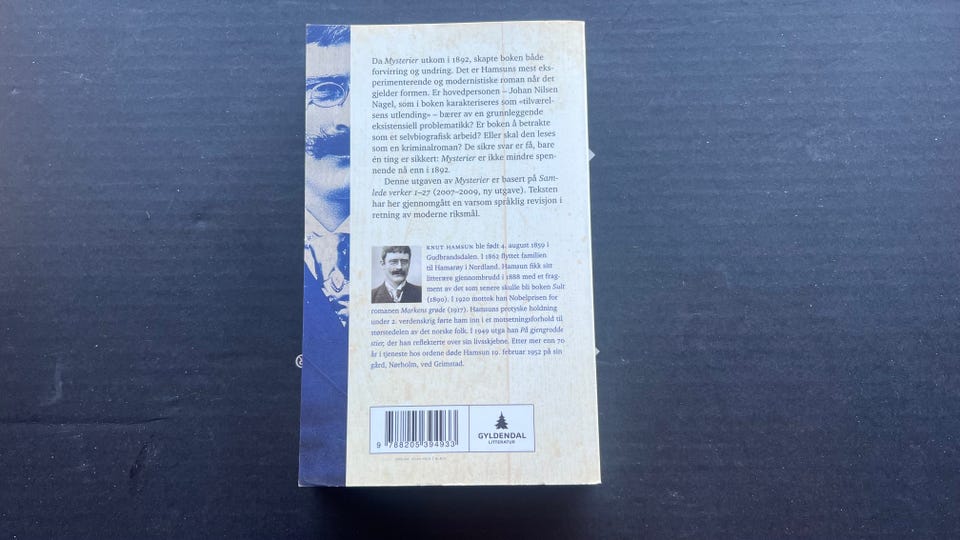 Da Mysterier utkom i 1892, skapte boken både
forvirring og undring. Det er Hamsuns mest eks-
perimenterende og modernistiske roman når det
gjelder formen. Er hovedpersonen – Johan Nilsen
Nagel, som i boken karakteriseres som «tilværel-
sens utlending» – bærer av en grunnleggende
eksistensiell problematikk? Er boken å betrakte
som et selvbiografisk arbeid? Eller skal den leses
som en kriminalroman? De sikre svar er få, bare
én ting er sikkert: Mysterier er ikke mindre spen-
nende nå enn i 1892.
Denne utgaven av Mysterier er basert på Sam-
lede verker 1–27 (2007–2009, ny utgave). Teksten
har her gjennomgått en varsom språklig revisjon i
retning av moderne riksmål.
KNUT HAMSUN ble født 4. august 1859 i
Gudbrandsdalen. I 1862 flyttet familien
til Hamarøy i Nordland. Hamsun fikk sitt
litterære gjennombrudd i 1888 med et frag-
ment av det som senere skulle bli boken Sult
(1890). I 1920 mottok han Nobelprisen for
romanen Markens grøde (1917). Hamsuns protyske holdning
under 2. verdenskrig førte ham inn i et motsetningsforhold til
størstedelen av det norske folk. I 1949 utga han På gjengrodde
stier, der han reflekterte over sin livsskjebne. Etter mer enn 70
år i tjeneste hos ordene døde Hamsun 19. februar 1952 på sin
gård, Nørholm, ved Grimstad.
9 788205 394933
GYLDENDAL
LITTERATUR
®